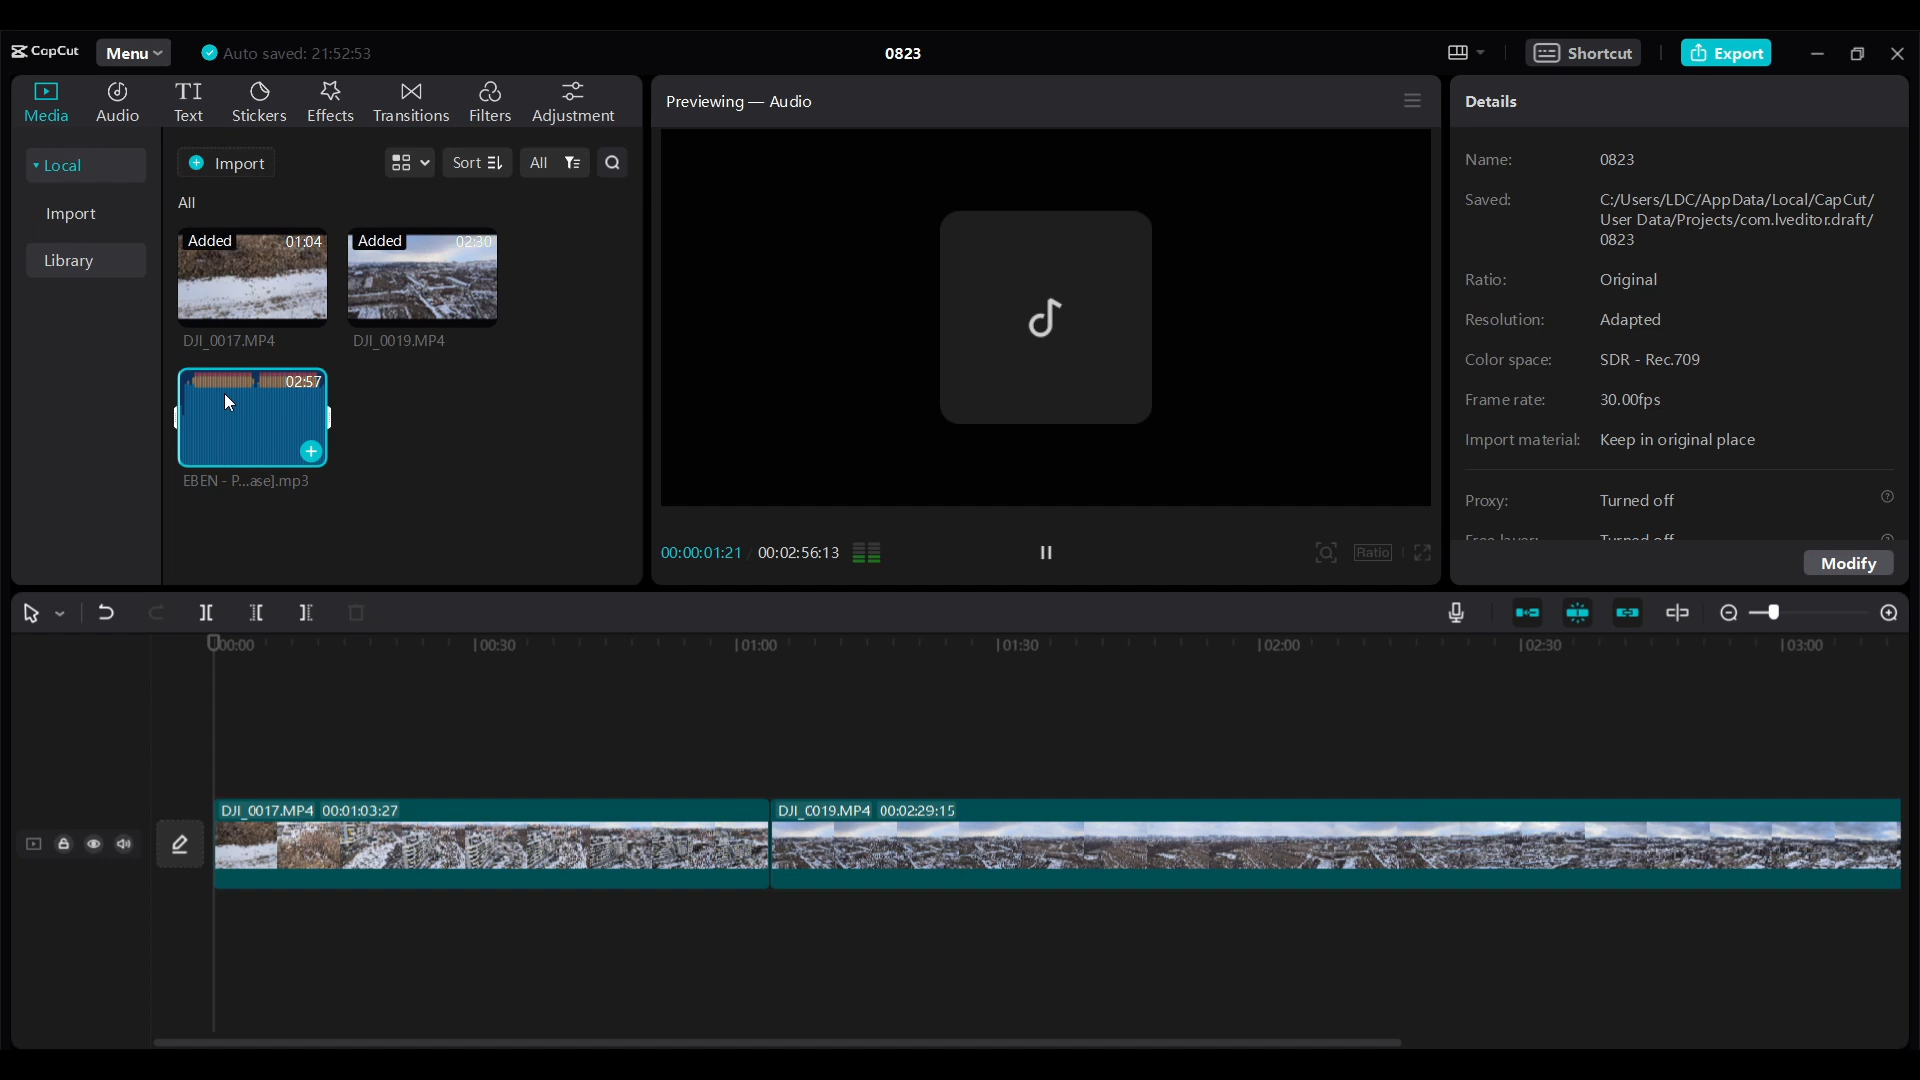 CapCut
Menu
Auto saved: 21:52:53
0823
Shortcut
Export
Media
Audio
Text
Stickers
Effects
Transitions
Filters
Adjustment
Local
Import
Library
Import
Sort
All
All
Added 01:04
DJI_0017.MP4
Added 02:30
DJI_0019.MP4
02:57
EBEN - P...ase].mp3
Previewing — Audio
00:00:01:21 / 00:02:56:13
Ratio
Details
Name: 0823
Saved: C:/Users/LDC/AppData/Local/CapCut/
User Data/Projects/com.lveditor.draft/
0823
Ratio: Original
Resolution: Adapted
Color space: SDR - Rec.709
Frame rate: 30.00fps
Import material: Keep in original place
Proxy: Turned off
Free layer: Turned off
Modify
00:00 00:30 01:00 01:30 02:00 02:30 03:00
DJI_0017.MP4 00:01:03:27
DJI_0019.MP4 00:02:29:15